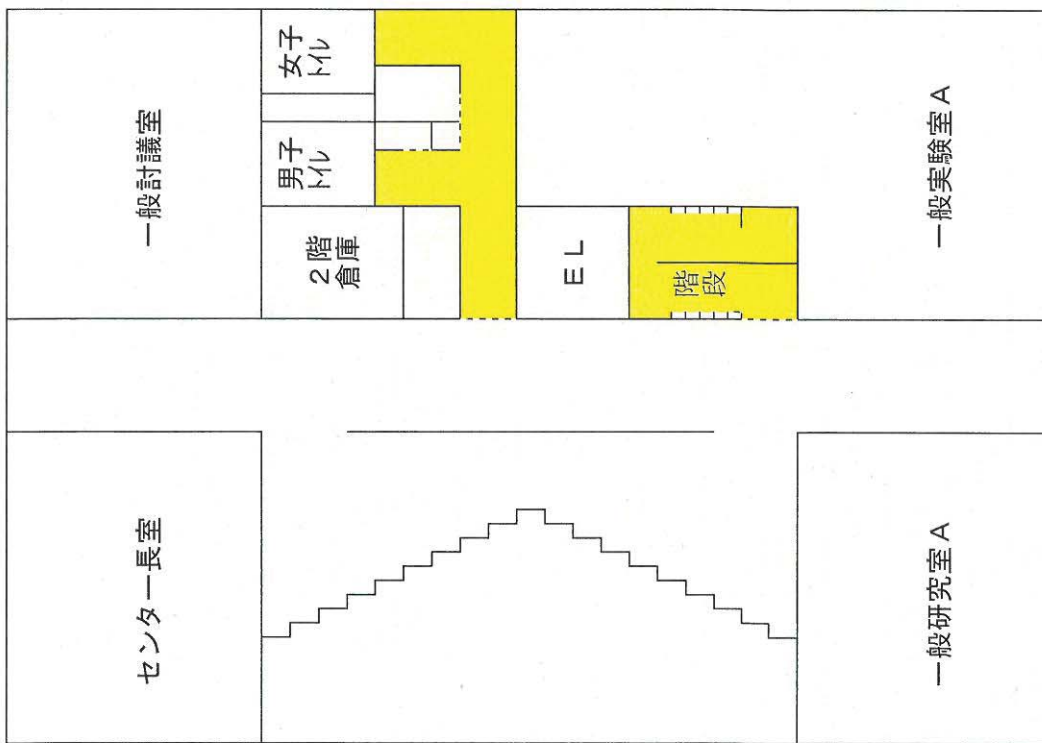 一般討議室
女子
トイレ
男子
トイレ
2階
倉庫
EL
階段
一般実験室A
センター長室
一般研究室A